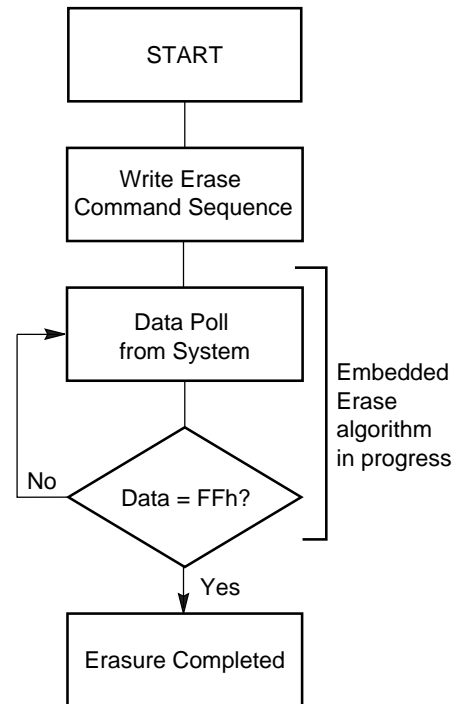 START
Write Erase
Command Sequence
Data Poll
from System
Embedded
Erase
algorithm
in progress
No
Data = FFh?
Yes
Erasure Completed